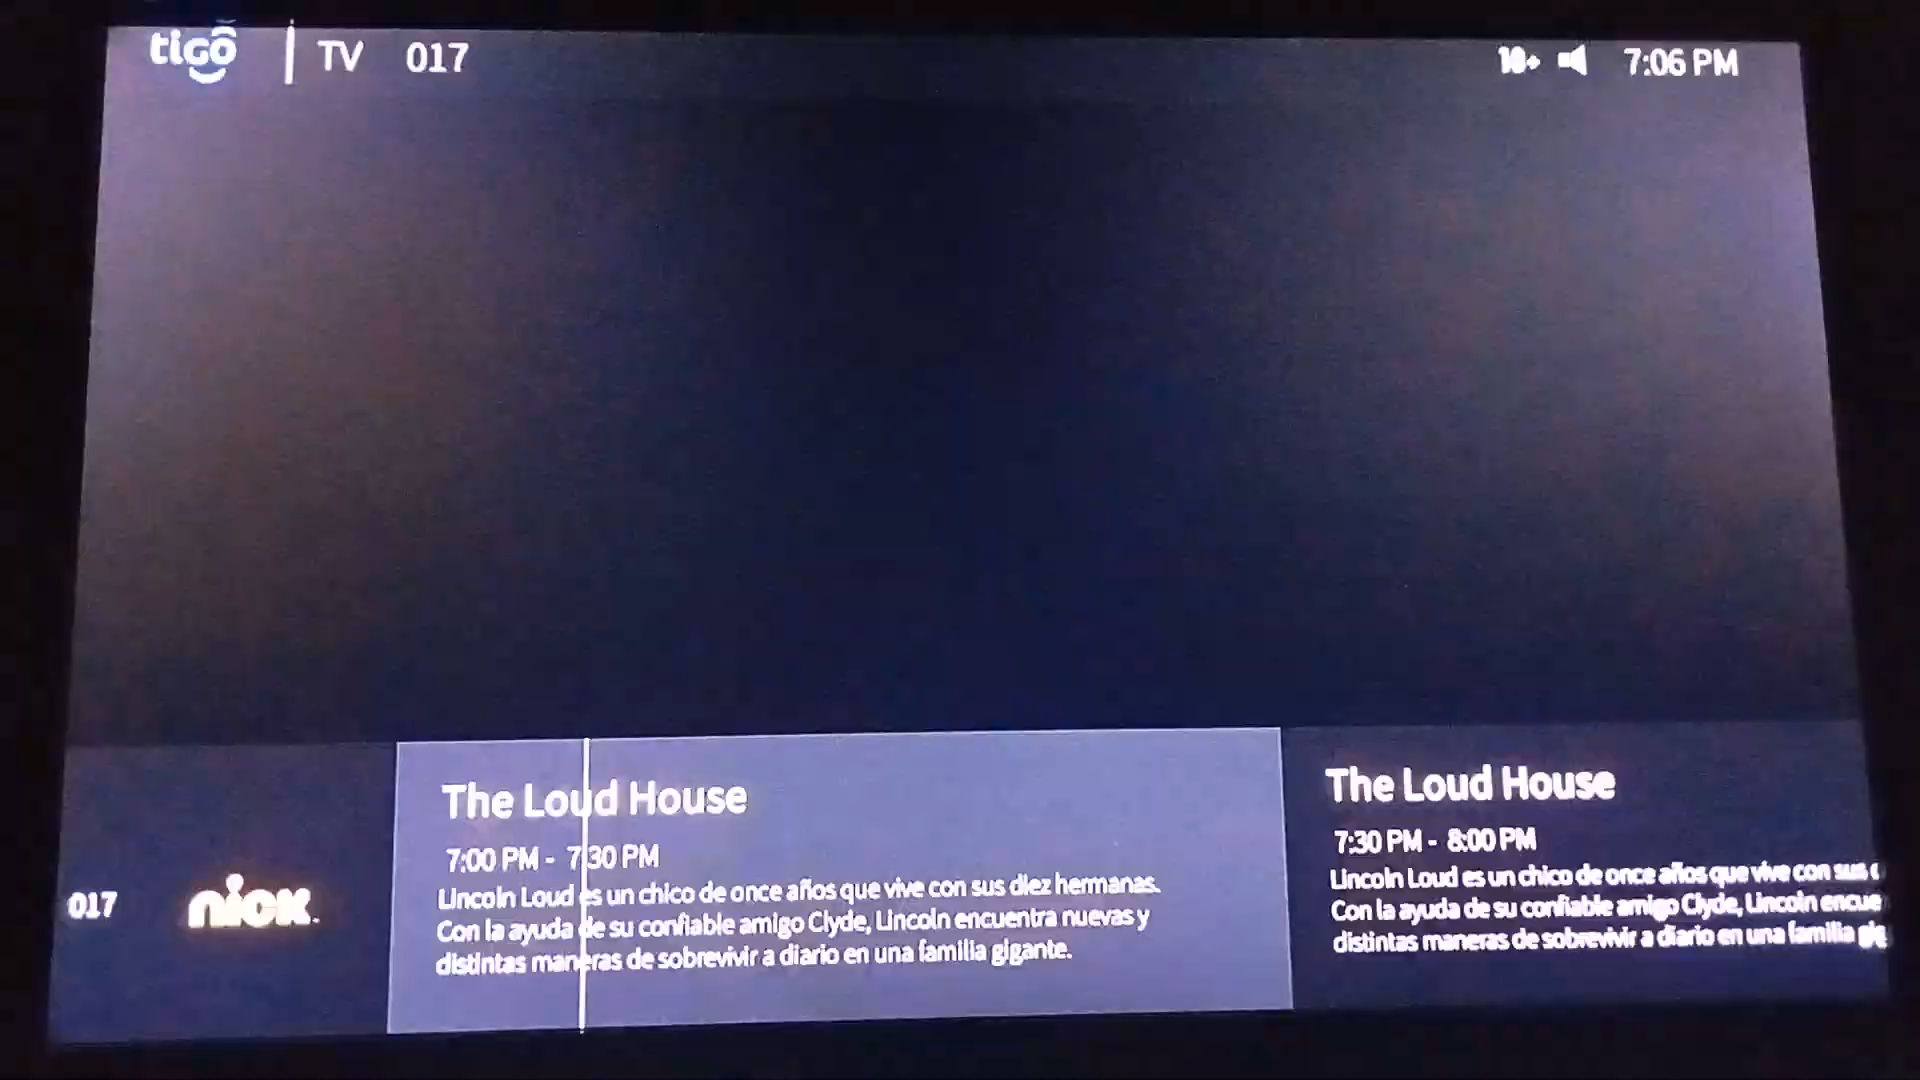 tigo TV 017
10+ 7:06 PM
017
nick.
The Loud House
7:00 PM - 7:30 PM
Lincoln Loud es un chico de once años que vive con sus diez hermanas.
Con la ayuda de su confiable amigo Clyde, Lincoln encuentra nuevas y
distintas maneras de sobrevivir a diario en una familia gigante.
The Loud House
7:30 PM - 8:00 PM
Lincoln Loud es un chico de once años que vive con sus
Con la ayuda de su confiable amigo Clyde, Lincoln encue
distintas maneras de sobrevivir a diario en una familia gig